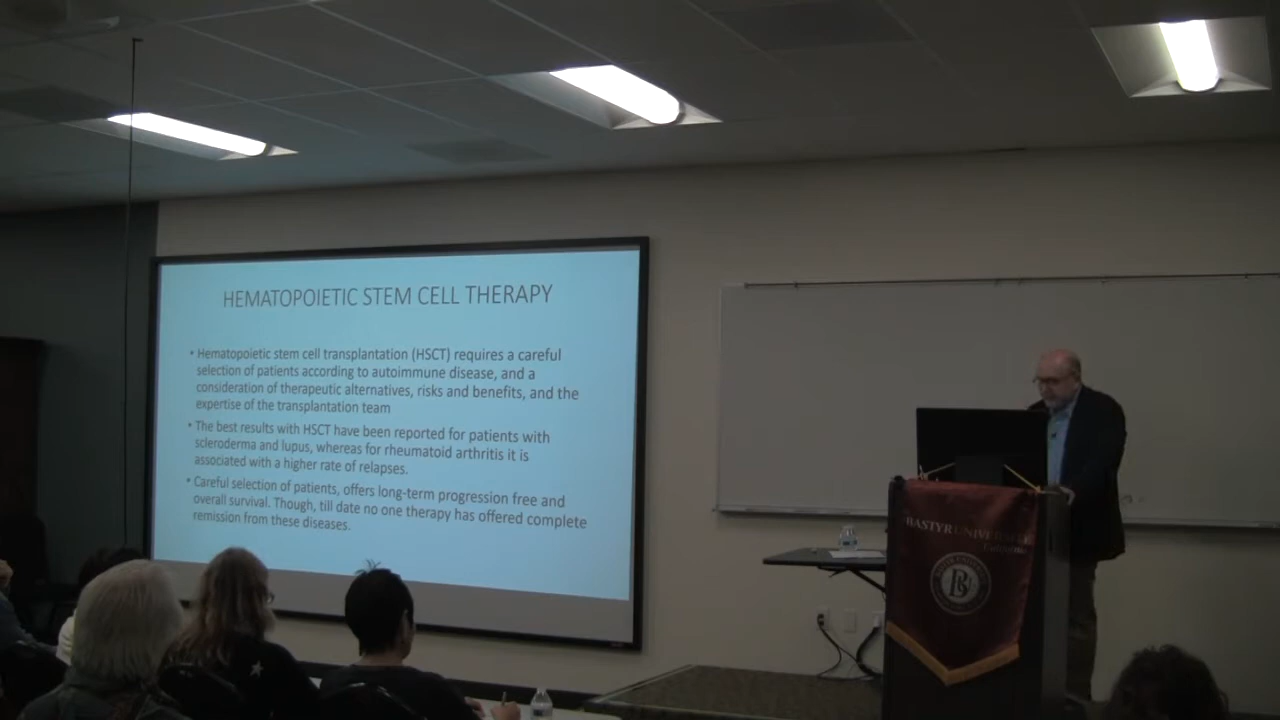 HEMATOPOIETIC STEM CELL THERAPY
• Hematopoietic stem cell transplantation (HSCT) requires a careful
selection of patients according to autoimmune disease, and a
consideration of therapeutic alternatives, risks and benefits, and the
expertise of the transplantation team
• The best results with HSCT have been reported for patients with
scleroderma and lupus, whereas for rheumatoid arthritis it is
associated with a higher rate of relapses.
• Careful selection of patients, offers long-term progression free and
overall survival. Though, till date no one therapy has offered complete
remission from these diseases.
BASTYR UNIVERSITY